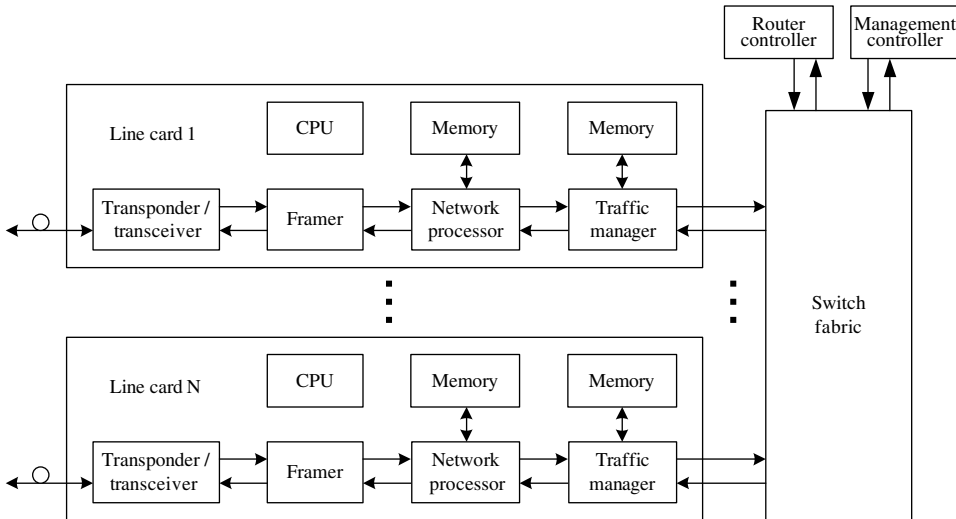 Router
controller
Management
controller
Line card 1
CPU
Memory
Memory
Transponder /
transceiver
Framer
Network
processor
Traffic
manager
Switch
fabric
Line card N
CPU
Memory
Memory
Transponder /
transceiver
Framer
Network
processor
Traffic
manager